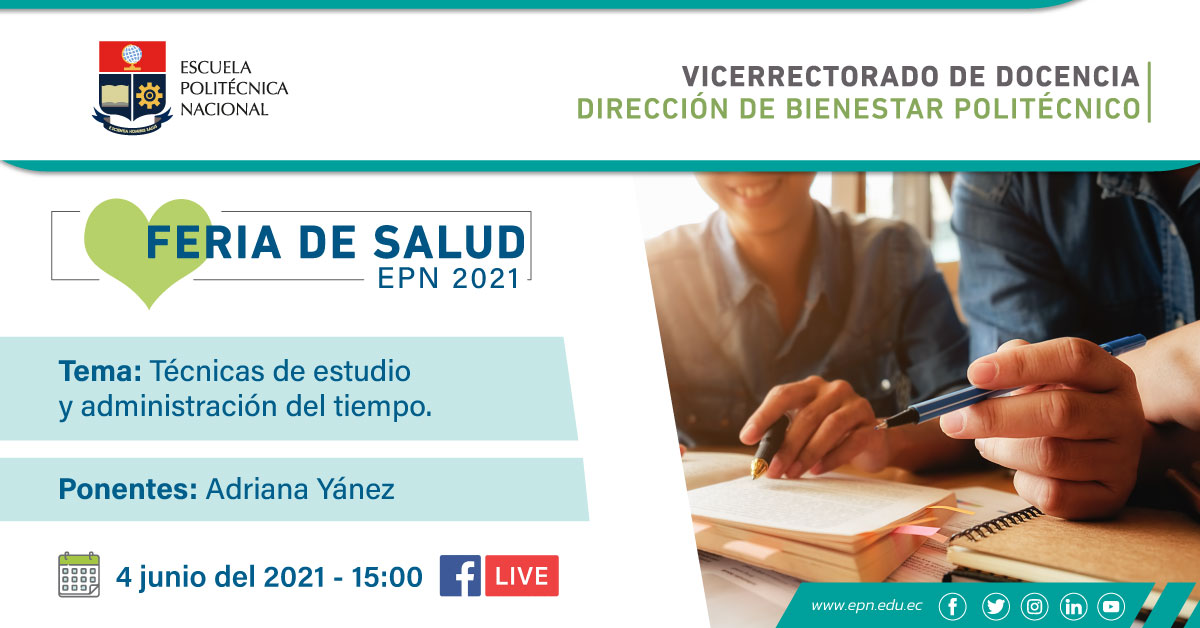 ESCUELA
POLITÉCNICA
NACIONAL
VICERRECTORADO DE DOCENCIA
DIRECCIÓN DE BIENESTAR POLITÉCNICO
FERIA DE SALUD
EPN 2021
Tema: Técnicas de estudio
y administración del tiempo.
Ponentes: Adriana Yánez
4 junio del 2021 - 15:00
LIVE
www.epn.edu.ec